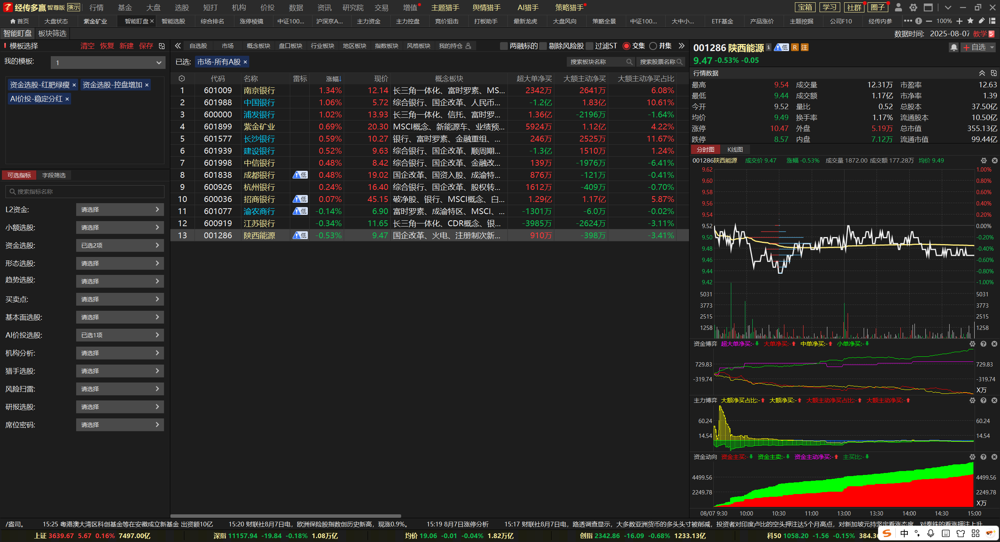 经传多赢 智尊版 演示 行情 基金 大盘 选股 短打 机构 价投 数据 资讯 研究院 交易 增值 主题猎手 舆情猎手 AI猎手 策略猎手 宝箱 学习 社群 圈子
首页 大盘状态 紫金矿业 智能盯盘 智能选股 综合排名 涨停棱镜 中证100... 沪深京A... 主力资金 主力控盘 竞价狙击 打板助手 最新龙虎 大盘风向 策略全景 中证100... 大中小... ETF基金 产品涨价 主题挖掘 公司F10 经传内参 100%
智能盯盘 板块筛选 数据时间: 2025-08-07 教学
模板选择 清空 恢复 新建 保存
我的模板: 1
资金选股-红肥绿瘦 × 资金选股-控盘增加 ×
AI价投-稳定分红 ×
可选指标 字段筛选
搜索指标名称
L2资金: 请选择
小额选股: 请选择
资金选股: 已选2项
形态选股: 请选择
趋势选股: 请选择
买卖点: 请选择
基本面选股: 请选择
AI价投选股: 已选1项
机构分析: 请选择
猎手选股: 请选择
风险扫雷: 请选择
研报选股: 请选择
席位密码: 请选择
自选股 市场 概念板块 盘口板块 行业板块 地区板块 指数板块 风格板块 我的持仓 两融标的 剔除风险股 过滤ST 交集 并集
已选: 市场-所有A股 × 搜索板块名称 搜索股票名称
代码 名称 雷标 涨幅↓ 现价 概念板块 超大单净买 大额主动净买 大额主动净买占比
1 601009 南京银行 1.34% 12.14 长三角一体化、富时罗素、MS... 2342万 2641万 6.08%
2 601988 中国银行 1.06% 5.72 综合银行、国企改革、人民币... -1.2亿 1.83亿 10.61%
3 600000 浦发银行 1.02% 13.93 长三角一体化、信托、富时罗... 1.36亿 -2196万 -1.64%
4 601899 紫金矿业 0.69% 20.30 MSCI概念、新能源车、业绩预... 5924万 1.12亿 4.22%
5 601577 长沙银行 0.59% 10.27 银行、富时罗素、金融重组、... 246万 2525万 11.67%
6 601939 建设银行 0.52% 9.63 综合银行、国企改革、顺周期... -1.3亿 1510万 1.24%
7 601998 中信银行 0.48% 8.42 综合银行、国企改革、金融改... 139万 -1976万 -6.41%
8 601838 成都银行 低 0.48% 19.02 国企改革、国资入股、成渝特... 876万 -121万 -0.41%
9 600926 杭州银行 0.24% 16.40 综合银行、国企改革、股权转... 1612万 -409万 -0.70%
10 600036 招商银行 低 0.07% 45.15 破净股、银行、MSCI概念、白... 1.29亿 1.17亿 5.87%
11 601077 渝农商行 低 -0.14% 6.90 富时罗素、成渝特区、MSCI、... -1301万 -6.0万 -0.02%
12 600919 江苏银行 -0.34% 11.65 长三角一体化、CDR概念、银... -3985万 -2624万 -3.11%
13 001286 陕西能源 低 -0.53% 9.47 国企改革、火电、注册制次新... 910万 -398万 -3.41%
001286 陕西能源 低 R 注 自选
9.47 -0.53% -0.05
行情数据
最高 9.54 成交量 12.31万 市盈率 12.63
最低 9.44 成交额 1.17亿 市净率 1.39
今开 9.52 量比 0.52 总股本 37.50亿
均价 9.49 换手率 1.17% 流通股本 10.50亿
涨停 10.47 外盘 5.19万 总市值 355.13亿
跌停 8.57 内盘 7.12万 流通市值 99.44亿
分时图 K线图
001286陕西能源 成交价 9.47 涨幅 -0.53% 成交量 1872.00 成交额 177.28万 均价 9.49
9.62 1.00%
9.60 0.80%
9.58 0.60%
9.56 0.40%
9.54 0.20%
9.52 0.00%
9.50 -0.20%
9.48 -0.40%
9.46 -0.60%
9.44 -0.80%
9.42 -1.00%
5031 5031
3773 3773
2515 2515
1258 1258
资金博弈 超大单净买:- 大单净买:- 中单净买:- 小单净买:-
729.83 729.83
-319.74 -319.74
X万
主力博弈 大额净买占比:- 大额净买:- 大额主动净买占比:- 大额主动净买:-
60.24 60.24
14.54 14.54
资金动向 资金主买:- 资金主卖:- 资金主动净买:- 主买比:-
4499.56 4499.56
2249.78 2249.78
X万
08/07 9:30 10:00 10:30 11:00 13:00 13:30 14:00 14:30 15:00
15:25 粤港澳大湾区科创基金等在安徽成立新基金 出资额10亿 15:20 财联社8月7日电，欧洲保险股指数创历史新高，现涨0.9%。 15:19 8月7日涨停分析 15:17 财联社8月7日电，路透调查显示，大多数亚洲货币的多头头寸被削减，投资者对印度卢比的空头押注达5个月高点，对新加坡元持坚定看涨态度，对泰铢的看涨押注上升
上证 3639.67 5.67 0.16% 7497.00亿 深指 11157.94 -19.84 -0.18% 1.08万亿 均价 19.06 -0.01 -0.04% 1.82万亿 创指 2342.86 -16.09 -0.68% 1233.13亿 科50 1058.20 -1.56 -0.15% 384.3 中